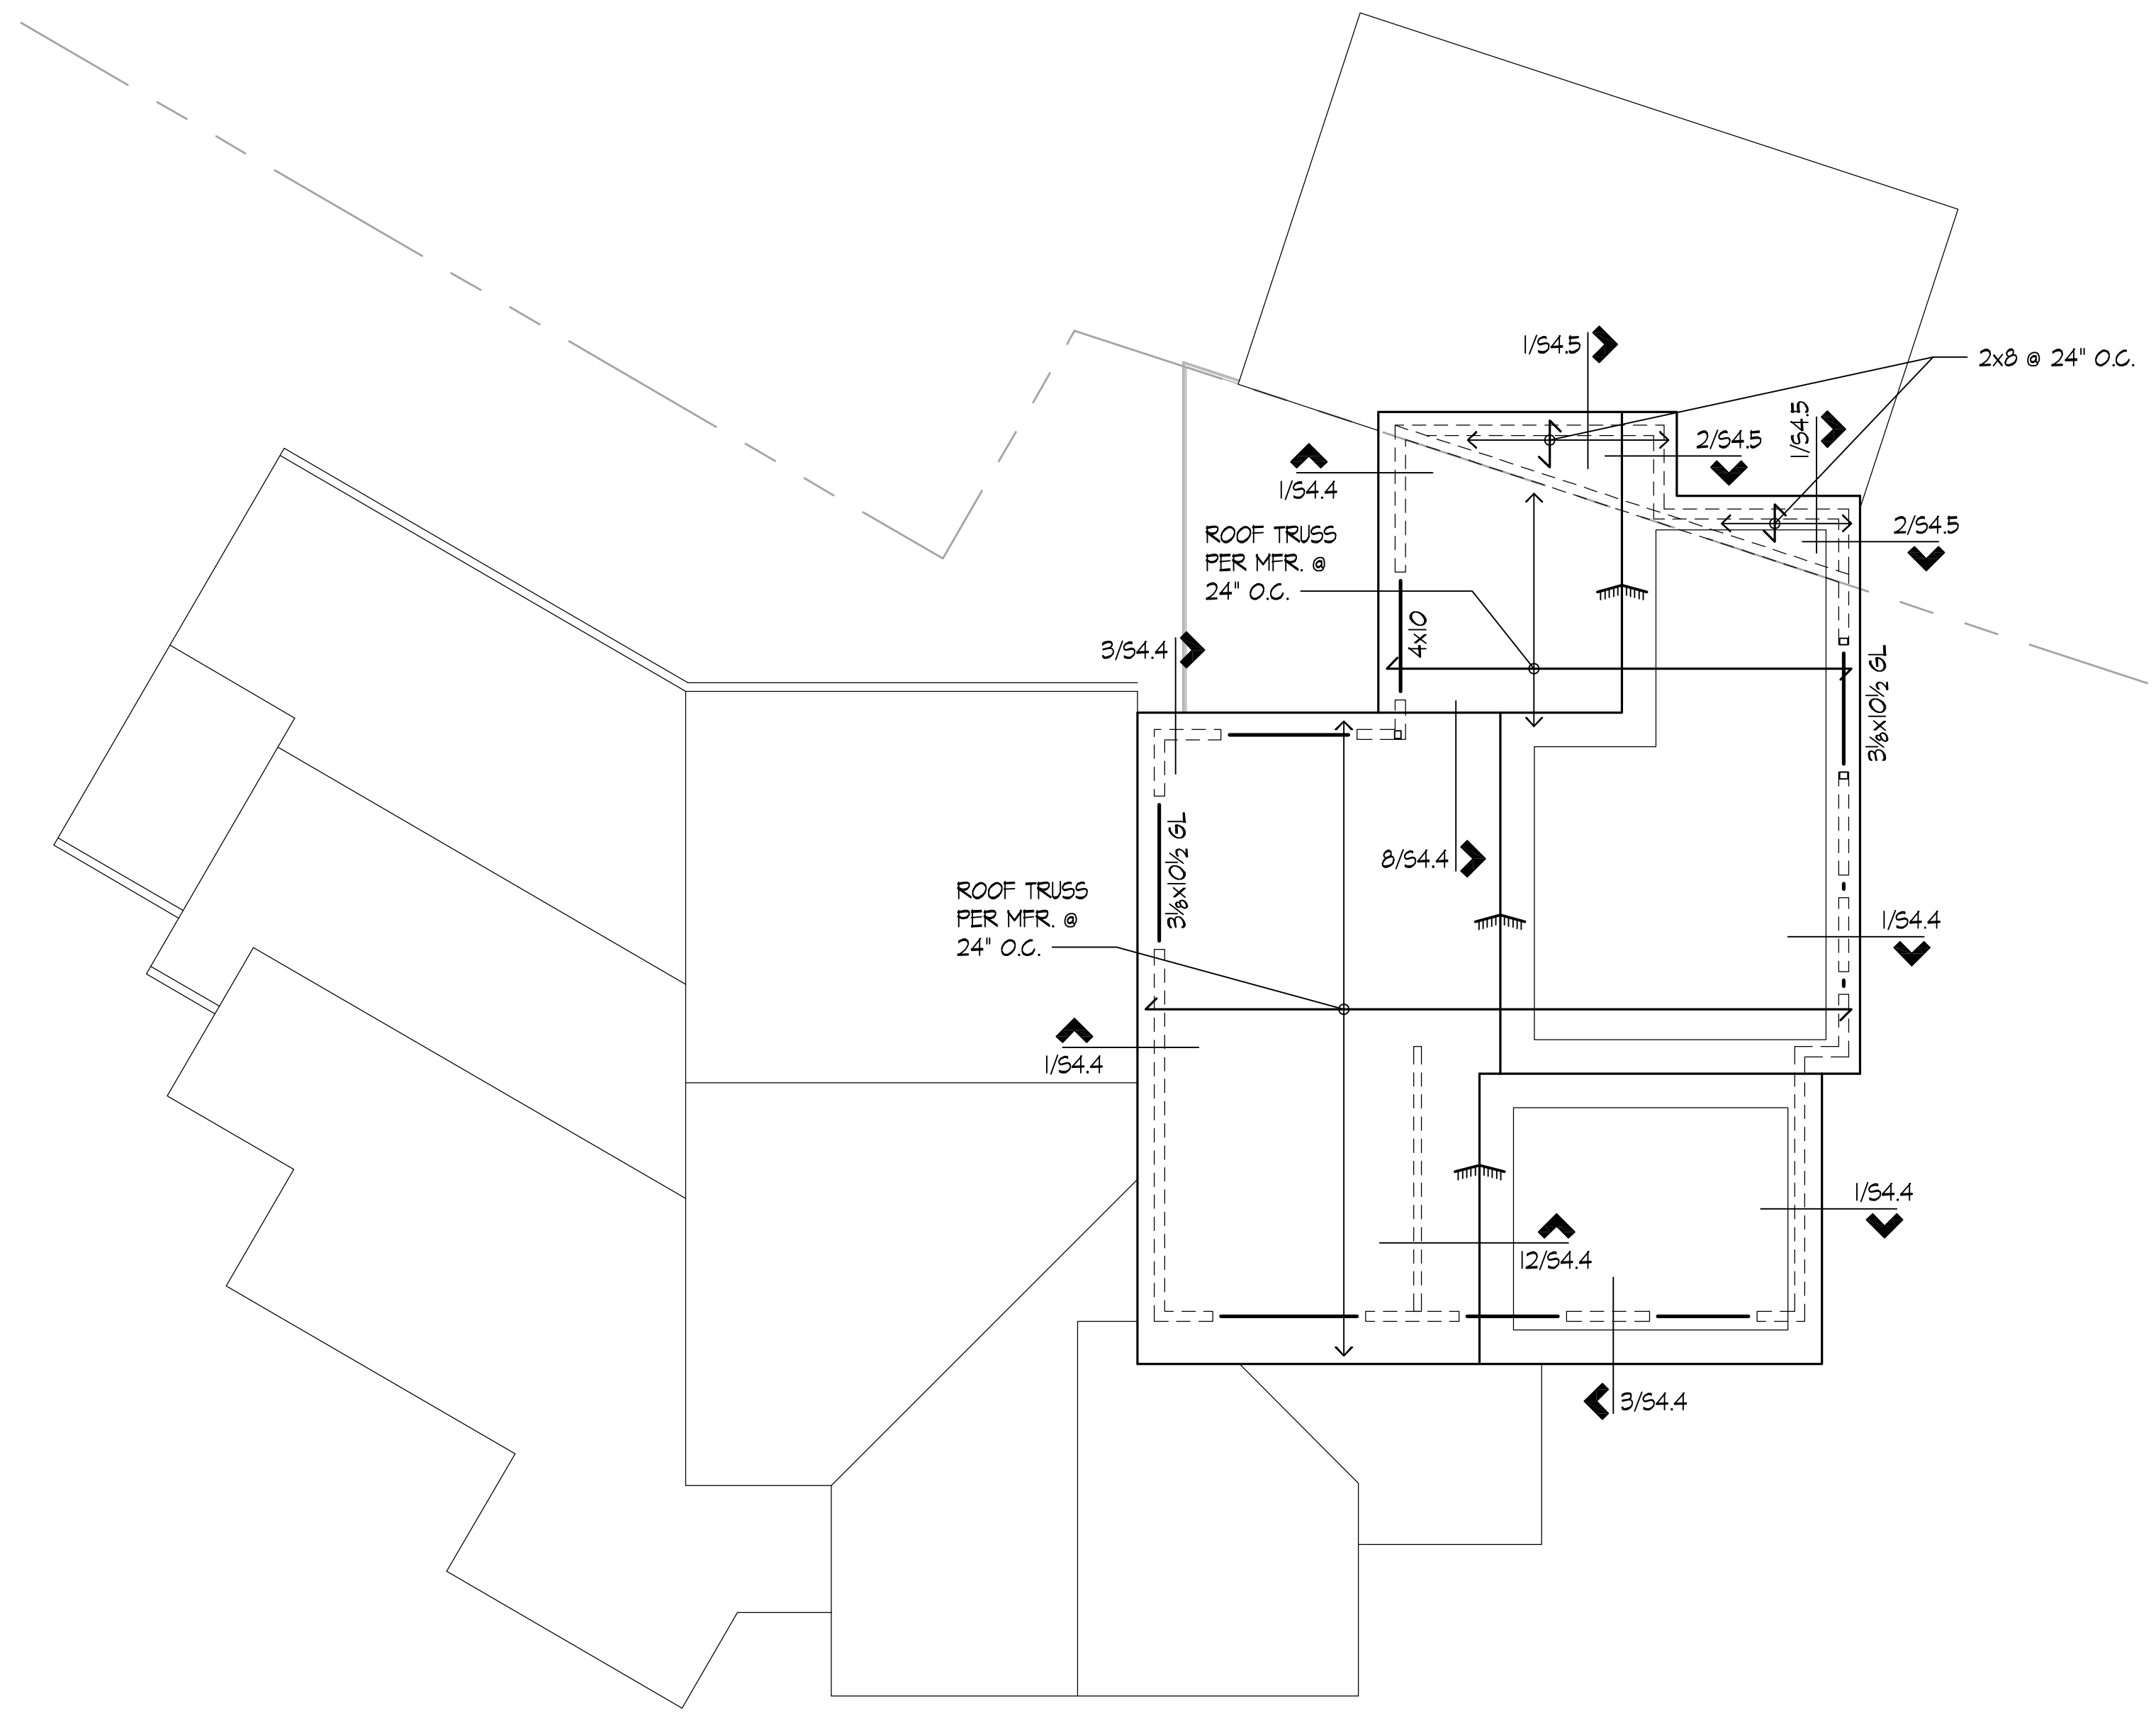 1/S4.5
2x8 @ 24" O.C.
1/S4.5
2/S4.5
1/S4.4
2/S4.5
ROOF TRUSS
PER MFR. @
24" O.C.
4x10
3/S4.4
3⅛x10½ GL
3⅛x10½ GL
8/S4.4
ROOF TRUSS
PER MFR. @
24" O.C.
1/S4.4
1/S4.4
1/S4.4
12/S4.4
3/S4.4